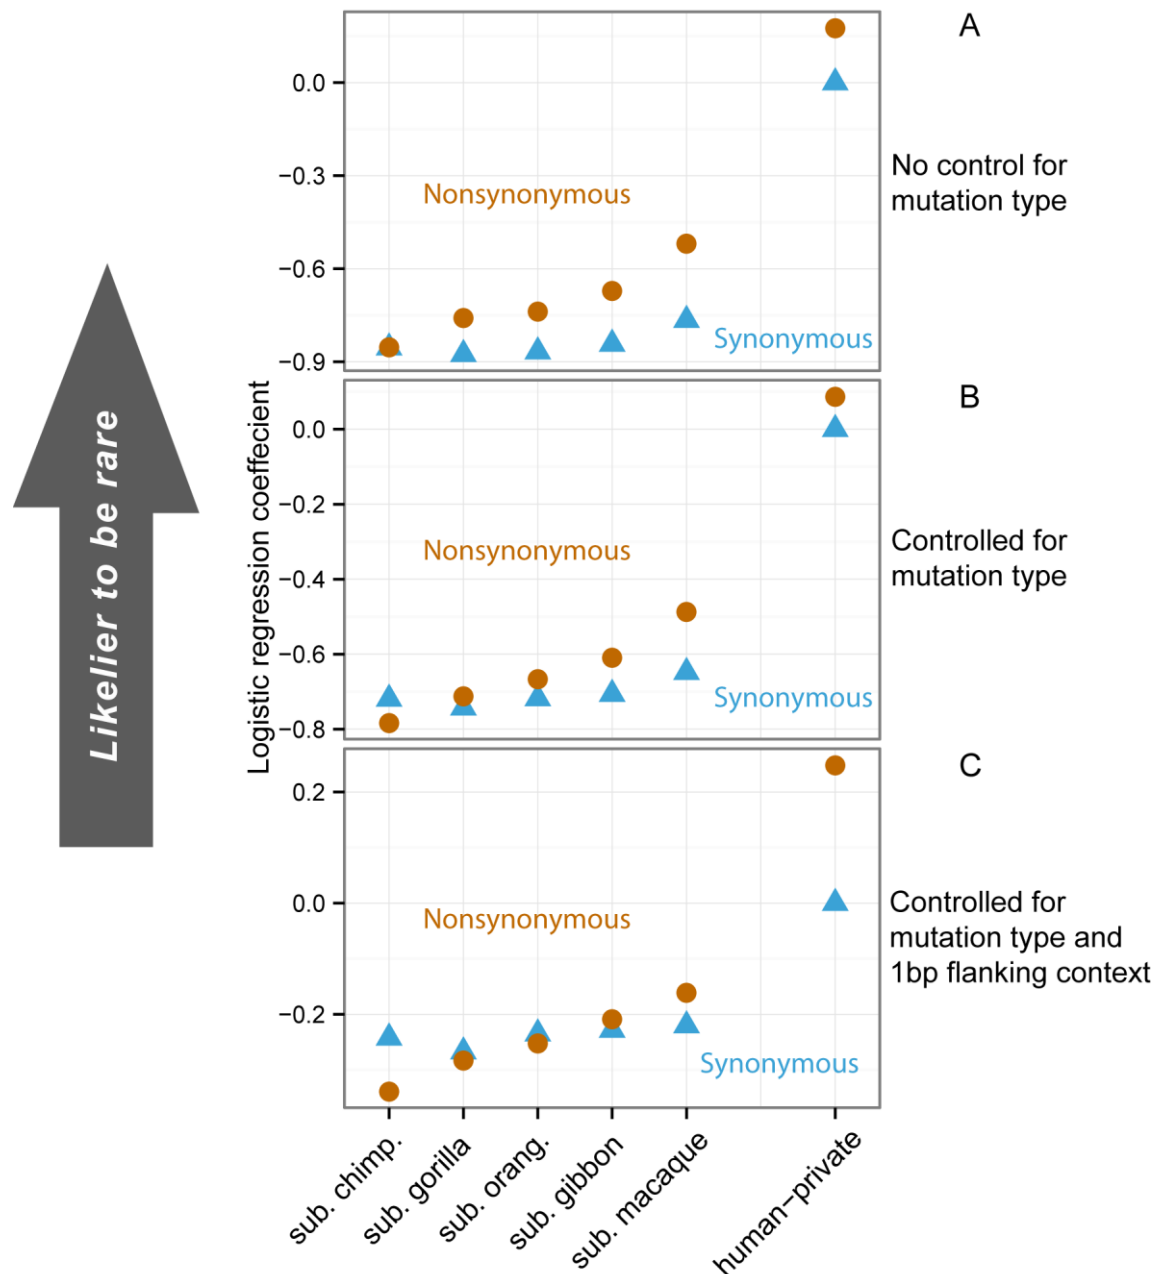 A
0.0
−0.3
−0.6
−0.9
Nonsynonymous
Synonymous
No control for
mutation type
B
0.0
−0.2
−0.4
−0.6
−0.8
Nonsynonymous
Synonymous
Controlled for
mutation type
C
0.2
0.0
−0.2
Nonsynonymous
Synonymous
Controlled for
mutation type and
1bp flanking context
Likelier to be rare
Logistic regression coeffecient
sub. chimp.
sub. gorilla
sub. orang.
sub. gibbon
sub. macaque
human−private